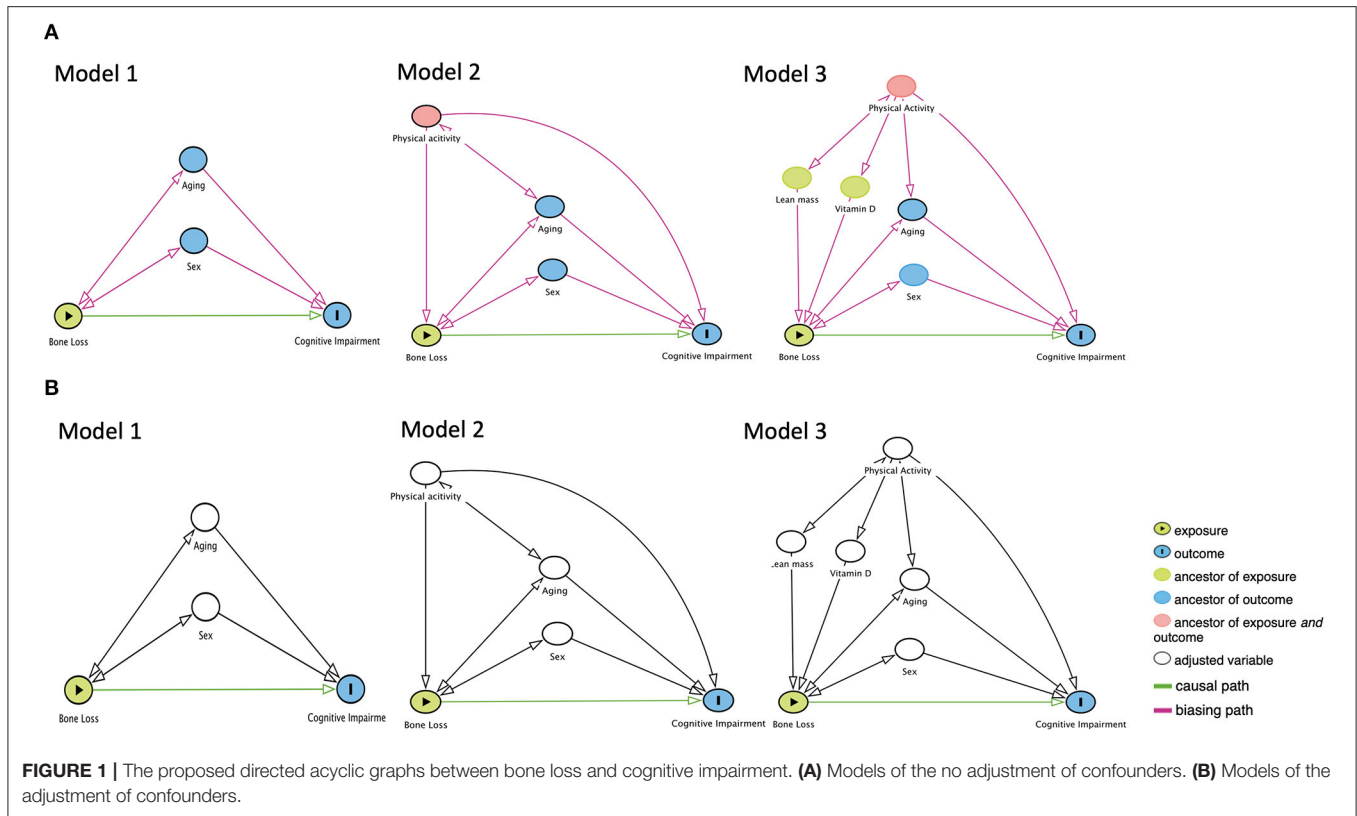 A
Model 1
Aging
Sex
Bone Loss
Cognitive Impairment
Model 2
Physical acitivity
Aging
Sex
Bone Loss
Cognitive Impairment
Model 3
Physical Activity
Lean mass
Vitamin D
Aging
Sex
Bone Loss
Cognitive Impairment
B
Model 1
Aging
Sex
Bone Loss
Cognitive Impairme
Model 2
Physical acitivity
Aging
Sex
Bone Loss
Cognitive Impairment
Model 3
Physical Activity
ean mass
Vitamin D
Aging
Sex
Bone Loss
Cognitive Impairment
exposure
outcome
ancestor of exposure
ancestor of outcome
ancestor of exposure and
outcome
adjusted variable
causal path
biasing path
FIGURE 1 | The proposed directed acyclic graphs between bone loss and cognitive impairment. (A) Models of the no adjustment of confounders. (B) Models of the
adjustment of confounders.